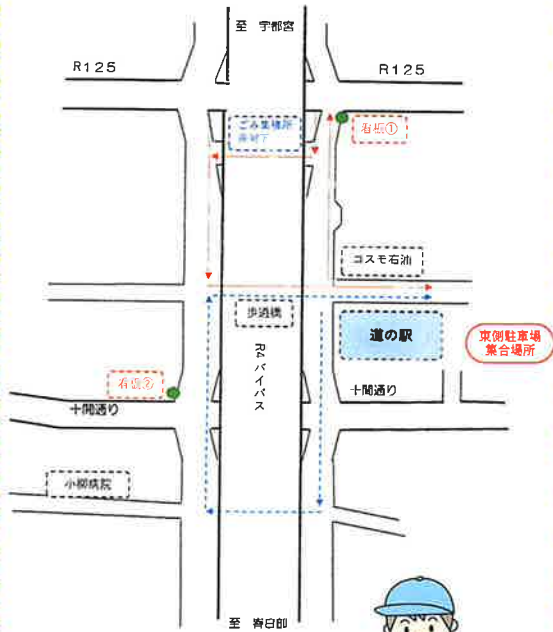 至 宇都宮
R125
R125
ごみ集積所
看板①
コスモ石油
歩道橋
道の駅
東側駐車場
集合場所
R4バイパス
看板②
十間通り
十間通り
小柳病院
至 春日部